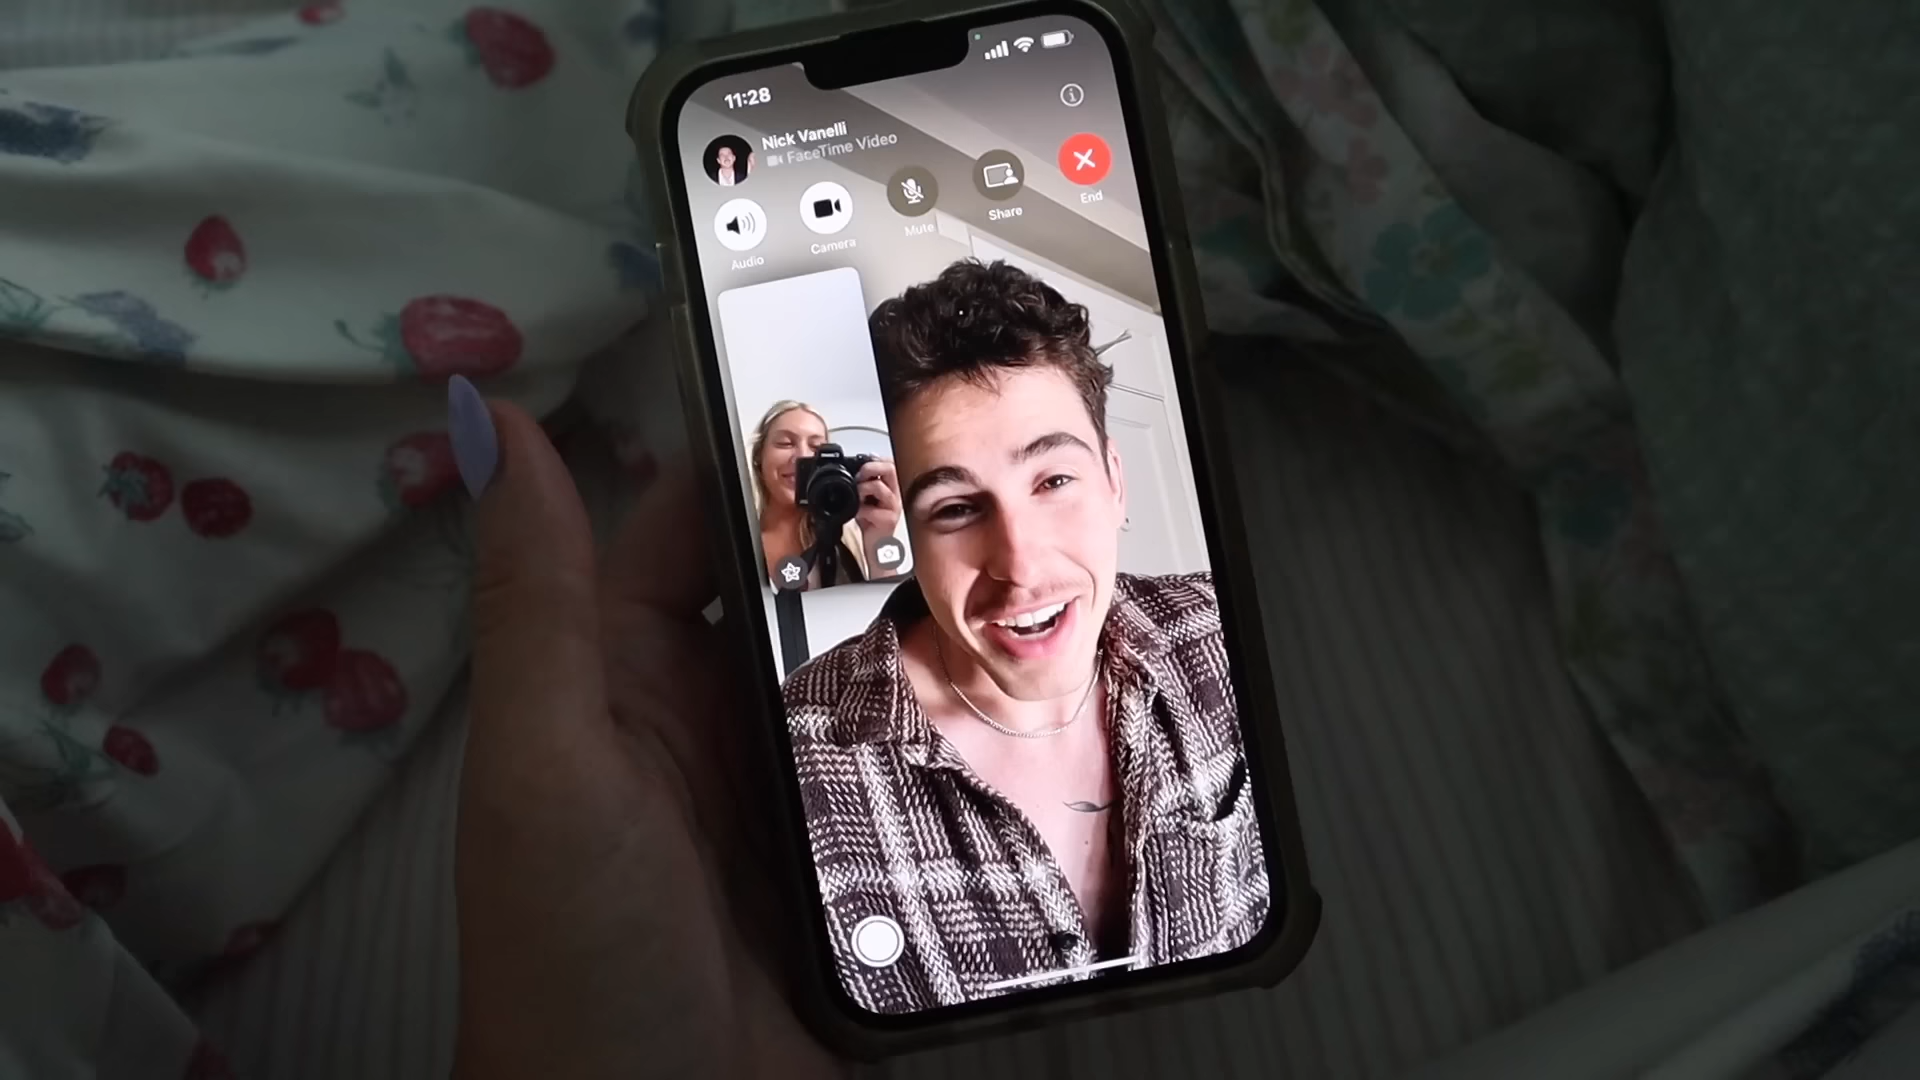 11:28
Nick Vanelli
FaceTime Video
Audio
Camera
Mute
Share
End